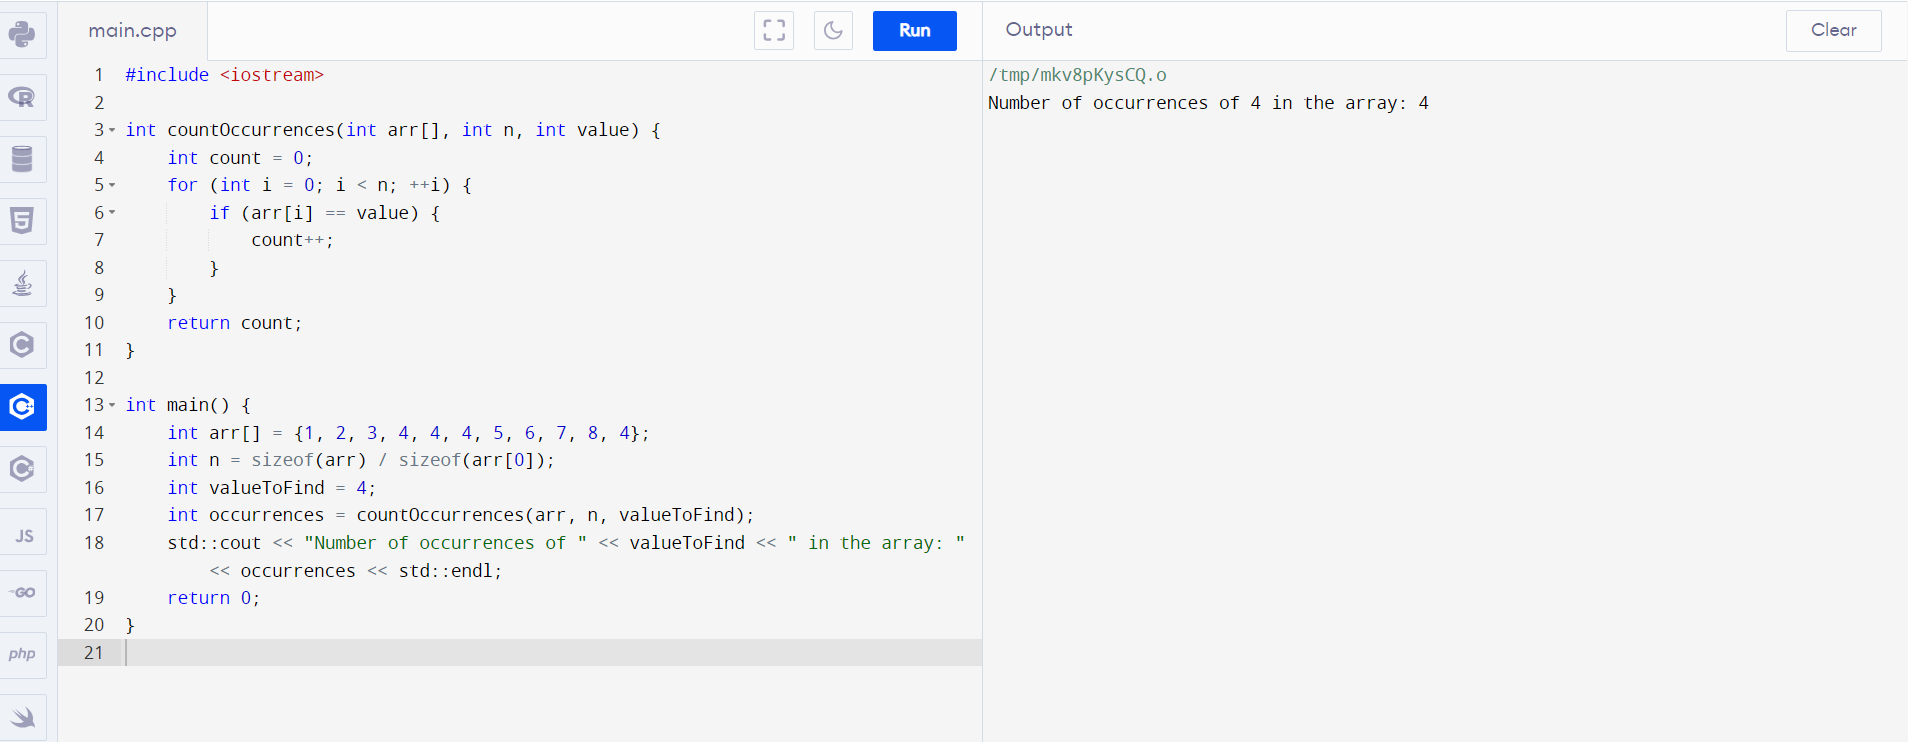 main.cpp
Run
Output
Clear
1 #include <iostream>
2
3 int countOccurrences(int arr[], int n, int value) {
4     int count = 0;
5     for (int i = 0; i < n; ++i) {
6         if (arr[i] == value) {
7             count++;
8         }
9     }
10     return count;
11 }
12
13 int main() {
14     int arr[] = {1, 2, 3, 4, 4, 4, 5, 6, 7, 8, 4};
15     int n = sizeof(arr) / sizeof(arr[0]);
16     int valueToFind = 4;
17     int occurrences = countOccurrences(arr, n, valueToFind);
18     std::cout << "Number of occurrences of " << valueToFind << " in the array: "
        << occurrences << std::endl;
19     return 0;
20 }
21
/tmp/mkv8pKysCQ.o
Number of occurrences of 4 in the array: 4
R
5
C
C++
C#
JS
GO
php